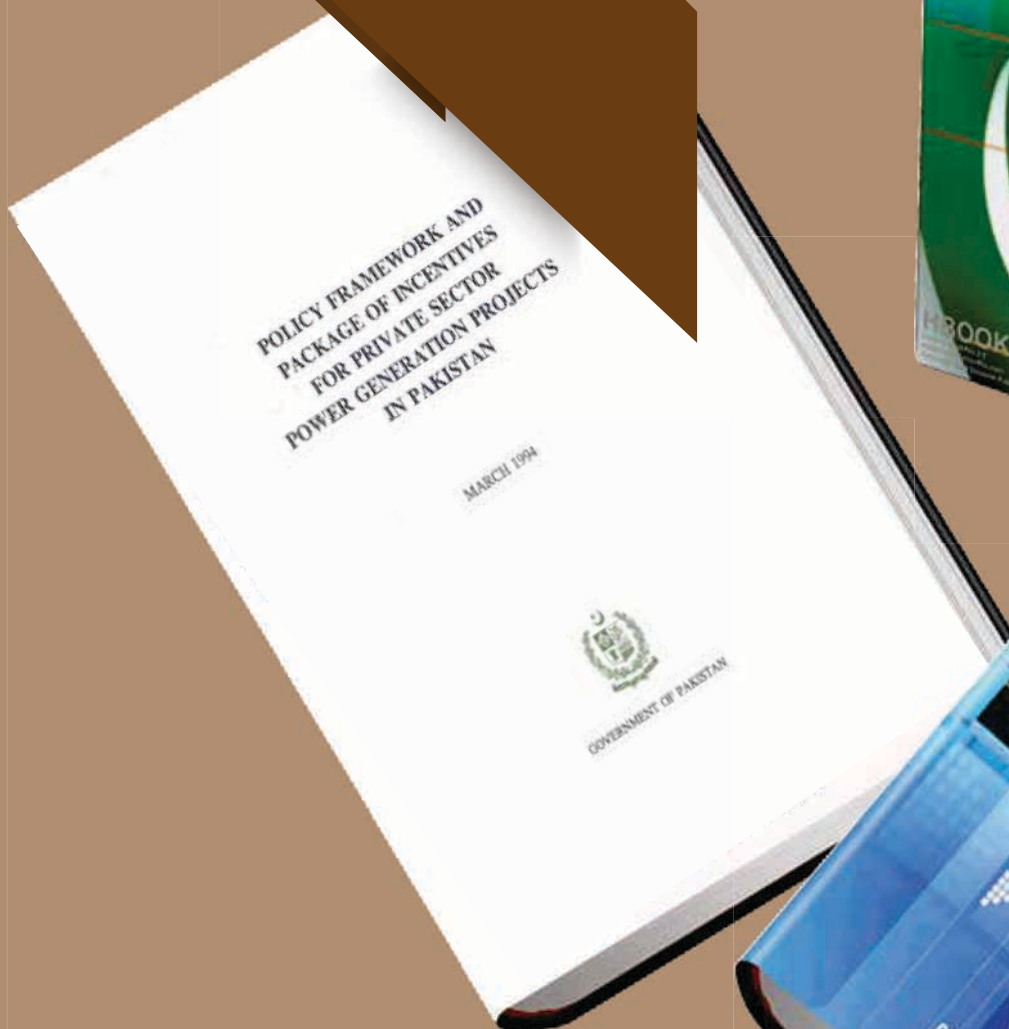 POLICY FRAMEWORK AND
PACKAGE OF INCENTIVES
FOR PRIVATE SECTOR
POWER GENERATION PROJECTS
IN PAKISTAN
MARCH 1994
GOVERNMENT OF PAKISTAN